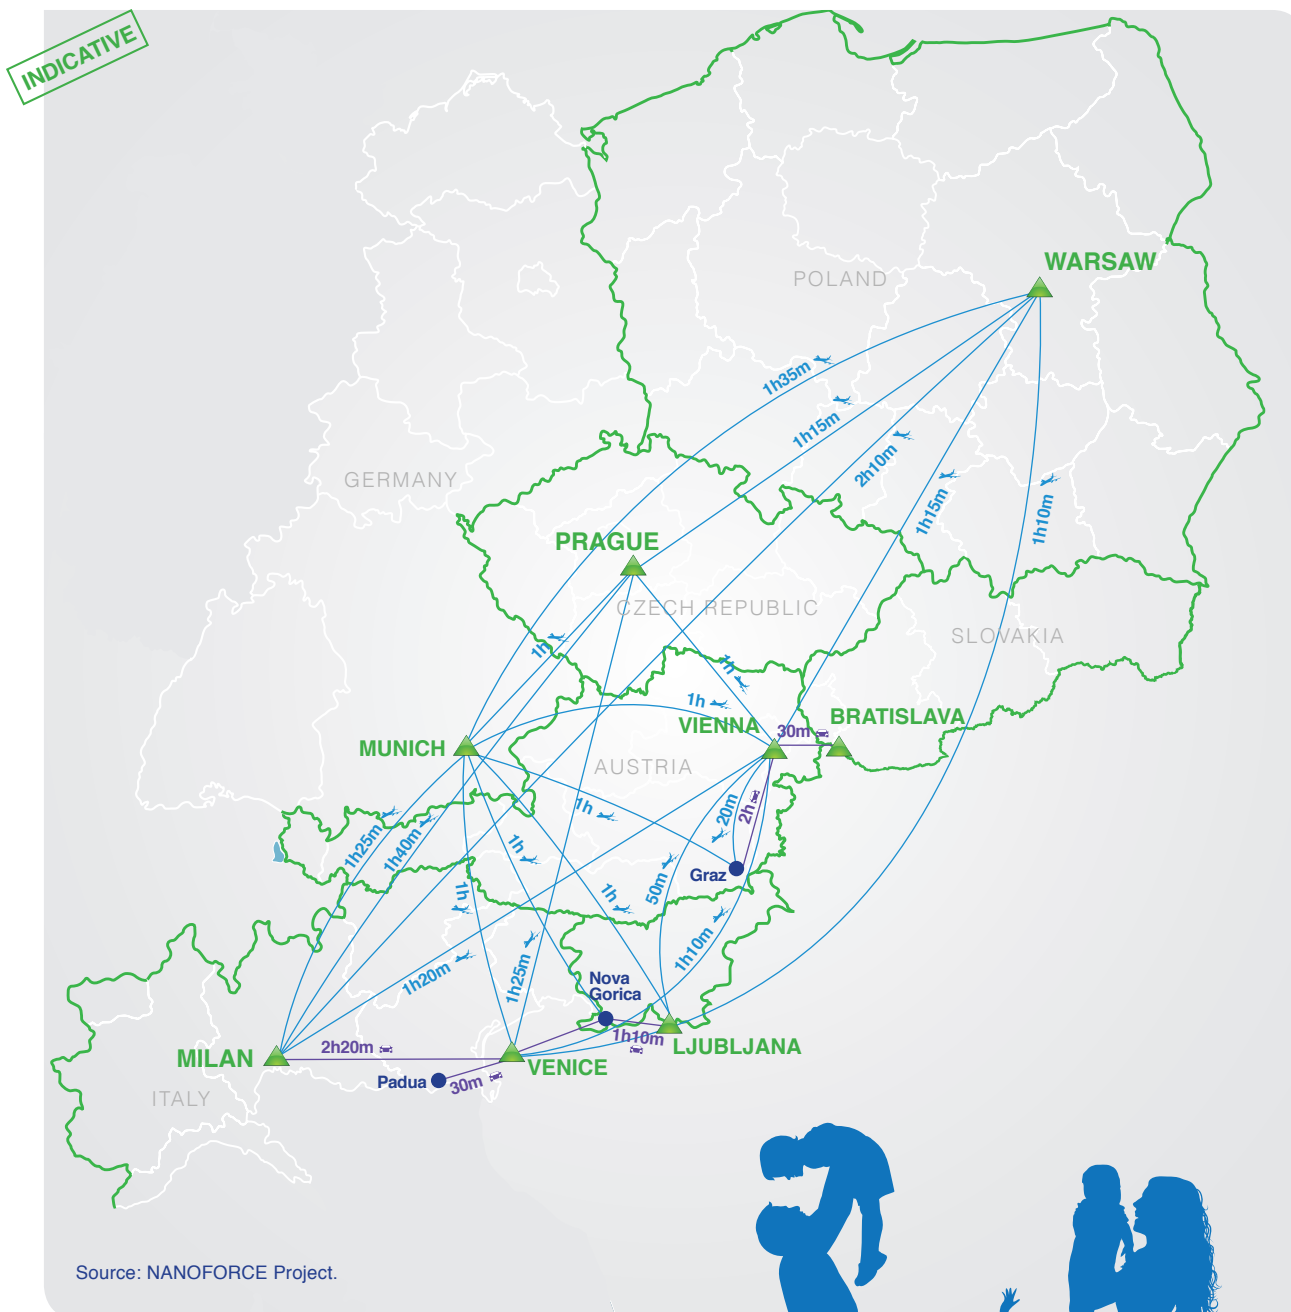 INDICATIVE
WARSAW
POLAND
1h35m
1h15m
2h10m
1h15m
1h10m
GERMANY
PRAGUE
CZECH REPUBLIC
SLOVAKIA
1h
1h
1h
BRATISLAVA
VIENNA
30m
MUNICH
AUSTRIA
1h
20m
2h
1h25m
1h40m
1h
Graz
50m
1h
1h
1h10m
1h20m
1h25m
Nova
Gorica
1h10m
LJUBLJANA
2h20m
MILAN
VENICE
Padua
30m
ITALY
Source: NANOFORCE Project.